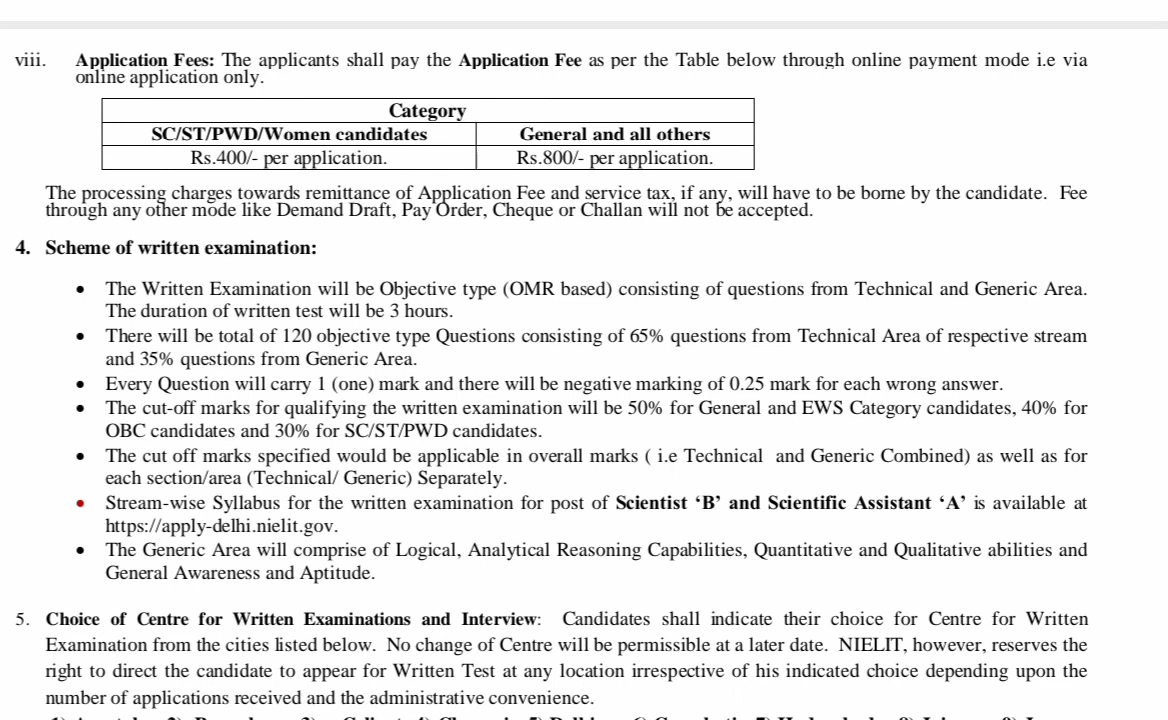 viii. Application Fees: The applicants shall pay the Application Fee as per the Table below through online payment mode i.e via
online application only.
Category
SC/ST/PWD/Women candidates General and all others
Rs.400/- per application. Rs.800/- per application.
The processing charges towards remittance of Application Fee and service tax, if any, will have to be borne by the candidate. Fee
through any other mode like Demand Draft, Pay Order, Cheque or Challan will not be accepted.
4. Scheme of written examination:
• The Written Examination will be Objective type (OMR based) consisting of questions from Technical and Generic Area.
The duration of written test will be 3 hours.
• There will be total of 120 objective type Questions consisting of 65% questions from Technical Area of respective stream
and 35% questions from Generic Area.
• Every Question will carry 1 (one) mark and there will be negative marking of 0.25 mark for each wrong answer.
• The cut-off marks for qualifying the written examination will be 50% for General and EWS Category candidates, 40% for
OBC candidates and 30% for SC/ST/PWD candidates.
• The cut off marks specified would be applicable in overall marks ( i.e Technical and Generic Combined) as well as for
each section/area (Technical/ Generic) Separately.
• Stream-wise Syllabus for the written examination for post of Scientist ‘B’ and Scientific Assistant ‘A’ is available at
https://apply-delhi.nielit.gov.
• The Generic Area will comprise of Logical, Analytical Reasoning Capabilities, Quantitative and Qualitative abilities and
General Awareness and Aptitude.
5. Choice of Centre for Written Examinations and Interview: Candidates shall indicate their choice for Centre for Written
Examination from the cities listed below. No change of Centre will be permissible at a later date. NIELIT, however, reserves the
right to direct the candidate to appear for Written Test at any location irrespective of his indicated choice depending upon the
number of applications received and the administrative convenience.